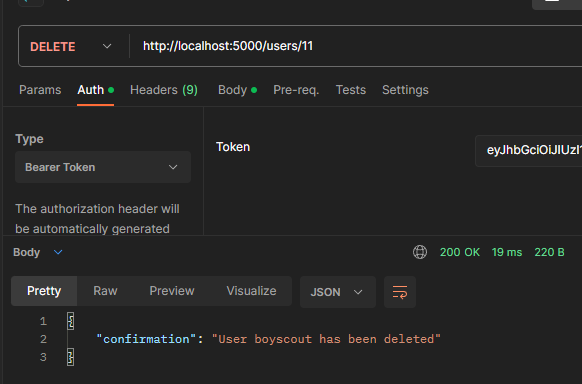 DELETE http://localhost:5000/users/11
Params Auth Headers (9) Body Pre-req. Tests Settings
Type
Bearer Token
Token
The authorization header will
be automatically generated
Body 200 OK 19 ms 220 B
Pretty Raw Preview Visualize JSON
1 {
2 "confirmation": "User boyscout has been deleted"
3 }